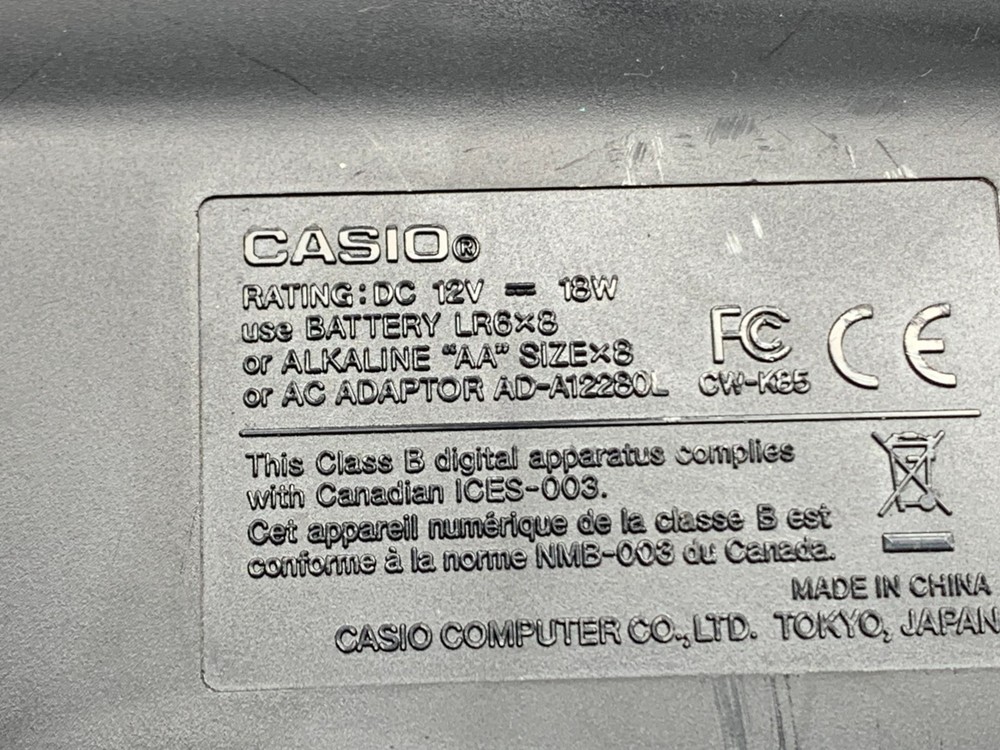 CASIO®
RATING: DC 12V ⎓ 18W
use BATTERY LR6×8
or ALKALINE "AA" SIZE×8
or AC ADAPTOR AD-A12280L
FC CE
CW-K85
This Class B digital apparatus complies
with Canadian ICES-003.
Cet appareil numérique de la classe B est
conforme à la norme NMB-003 du Canada.
MADE IN CHINA
CASIO COMPUTER CO.,LTD. TOKYO, JAPAN